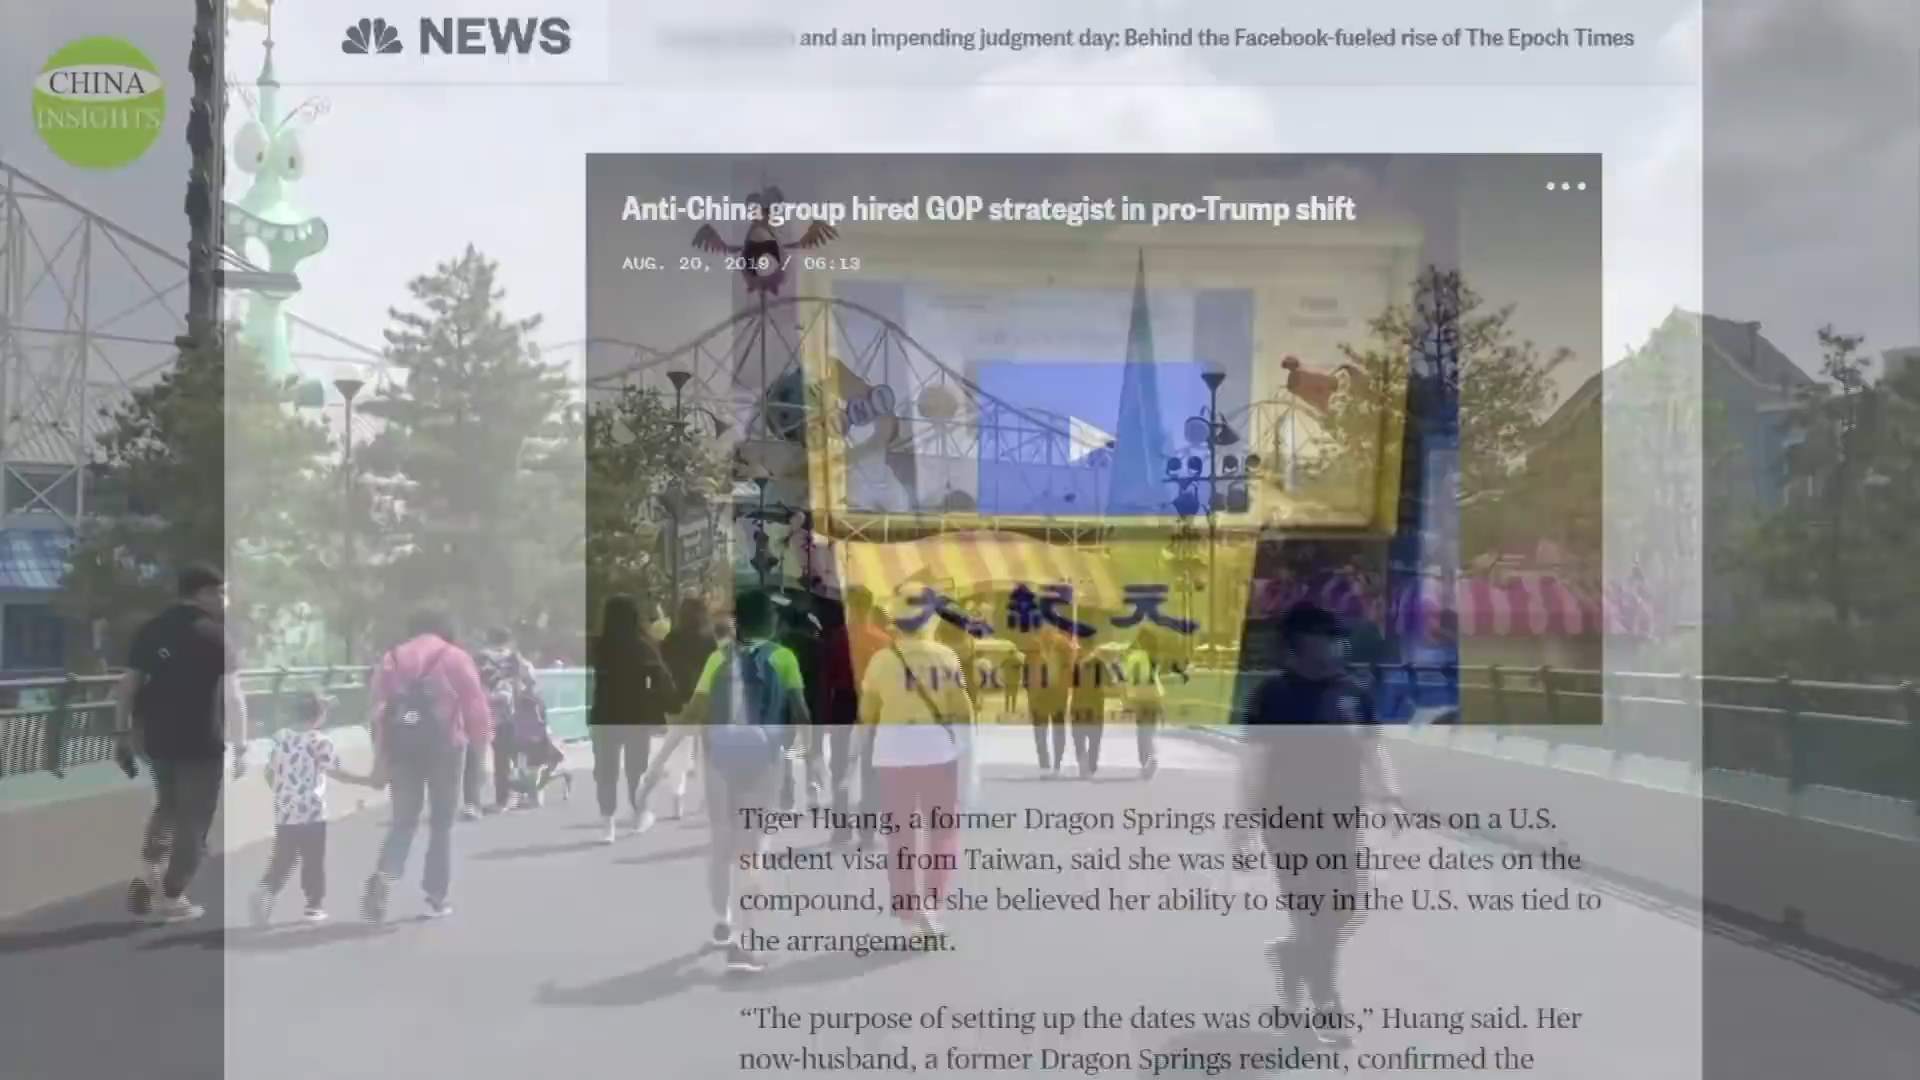 CHINA
INSIGHTS
NEWS
and an impending judgment day: Behind the Facebook-fueled rise of The Epoch Times
Anti-China group hired GOP strategist in pro-Trump shift
AUG. 20, 2019 / 06:13
大紀元
EPOCH TIMES
Tiger Huang, a former Dragon Springs resident who was on a U.S.
student visa from Taiwan, said she was set up on three dates on the
compound, and she believed her ability to stay in the U.S. was tied to
the arrangement.
“The purpose of setting up the dates was obvious,” Huang said. Her
now-husband, a former Dragon Springs resident, confirmed the